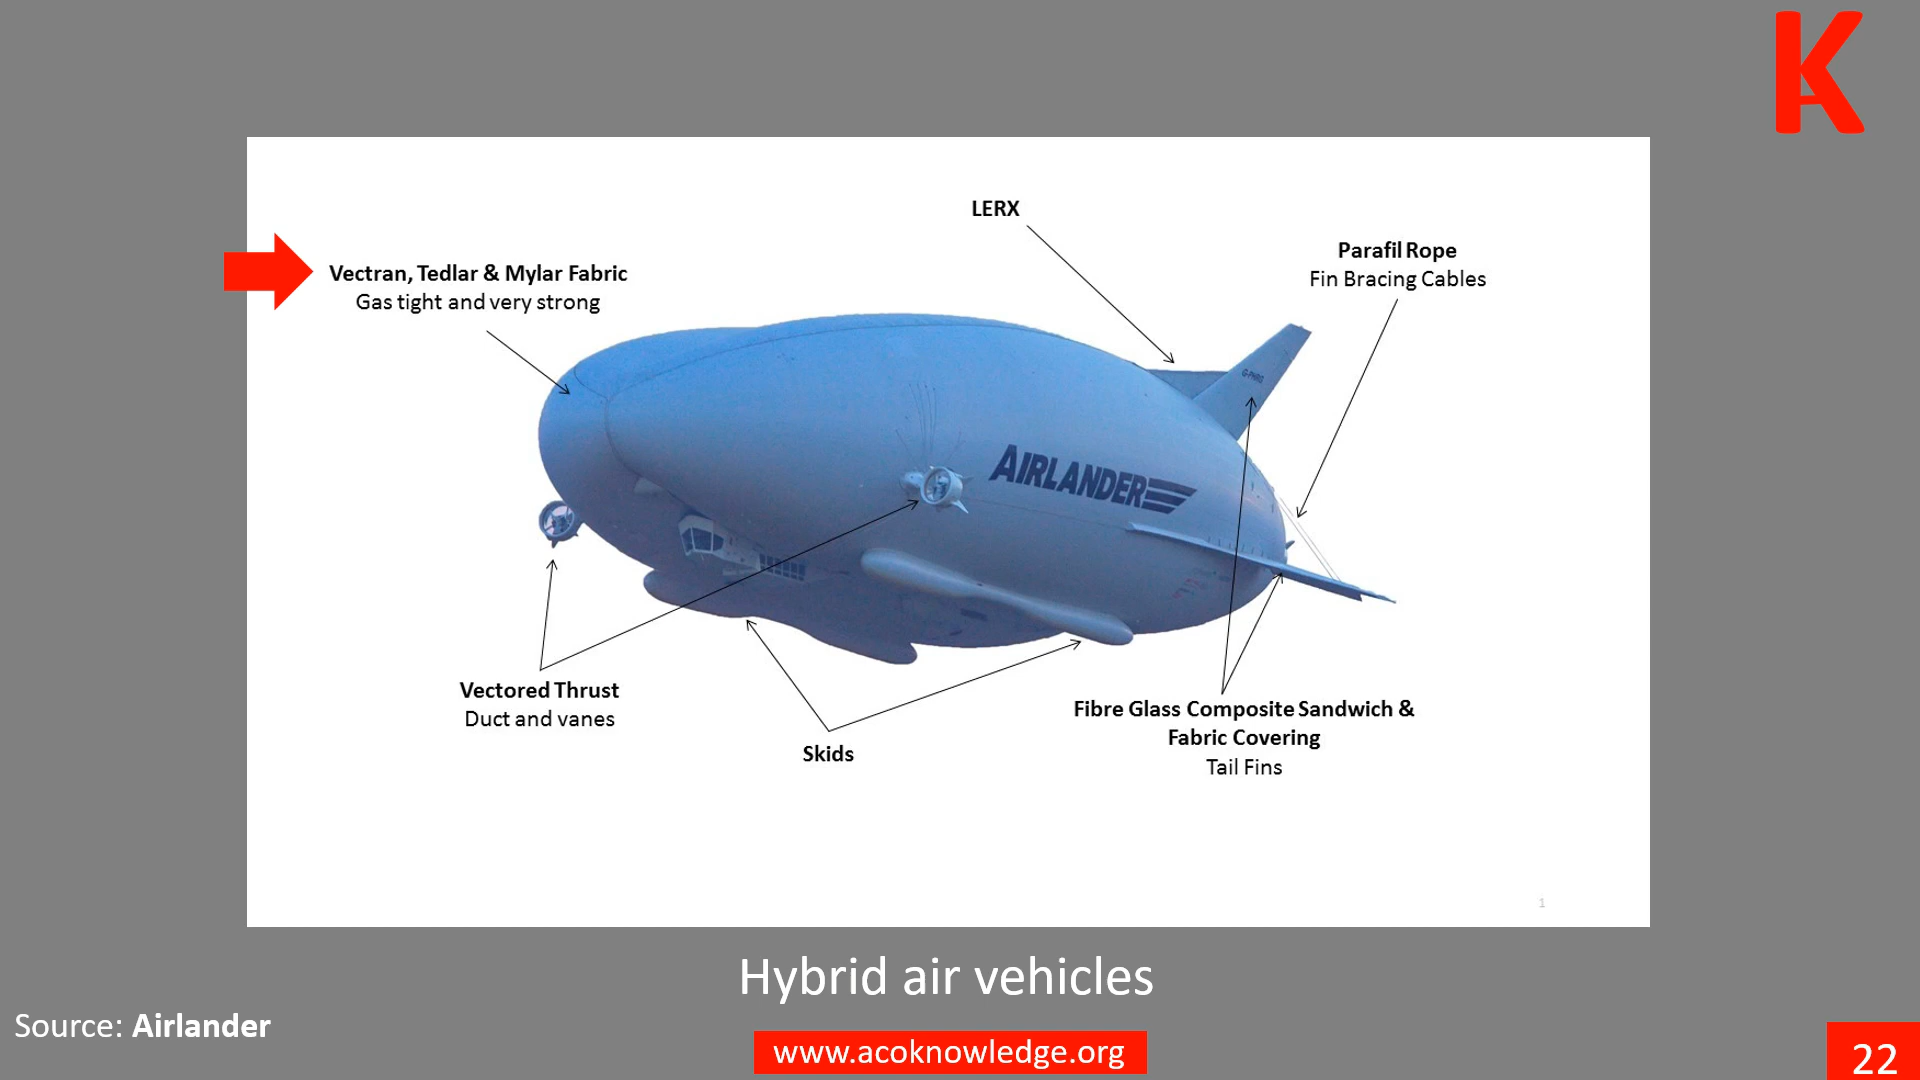 LERX
Parafil Rope
Fin Bracing Cables
Vectran, Tedlar & Mylar Fabric
Gas tight and very strong
G-PHRG
AIRLANDER
Vectored Thrust
Duct and vanes
Skids
Fibre Glass Composite Sandwich &
Fabric Covering
Tail Fins
1
Hybrid air vehicles
Source: Airlander
www.acoknowledge.org
22